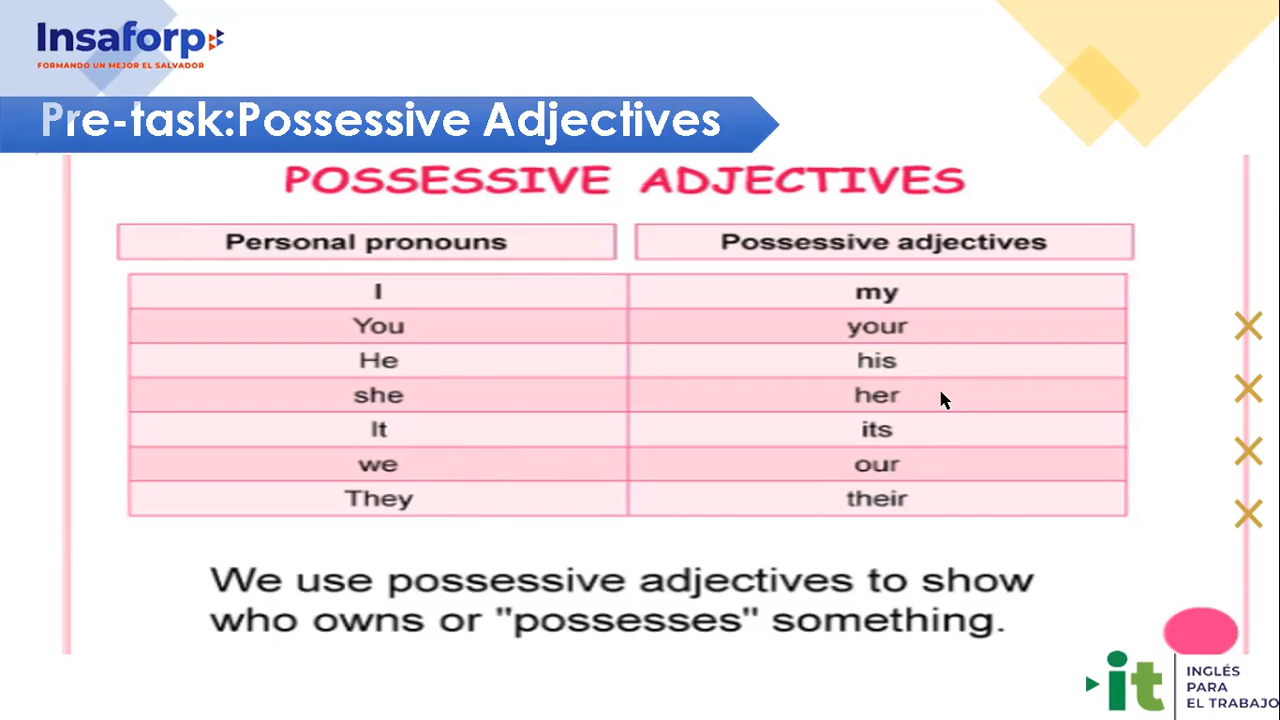 Insaforp
FORMANDO UN MEJOR EL SALVADOR
Pre-task:Possessive Adjectives
POSSESSIVE ADJECTIVES
Personal pronouns Possessive adjectives
I my
You your
He his
she her
It its
we our
They their
We use possessive adjectives to show
who owns or "possesses" something.
it
INGLÉS
PARA
EL TRABAJO